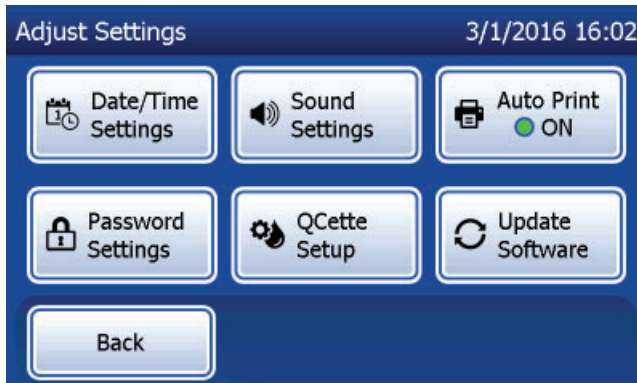 Adjust Settings 3/1/2016 16:02
Date/Time
Settings
Sound
Settings
Auto Print
ON
Password
Settings
QCette
Setup
Update
Software
Back